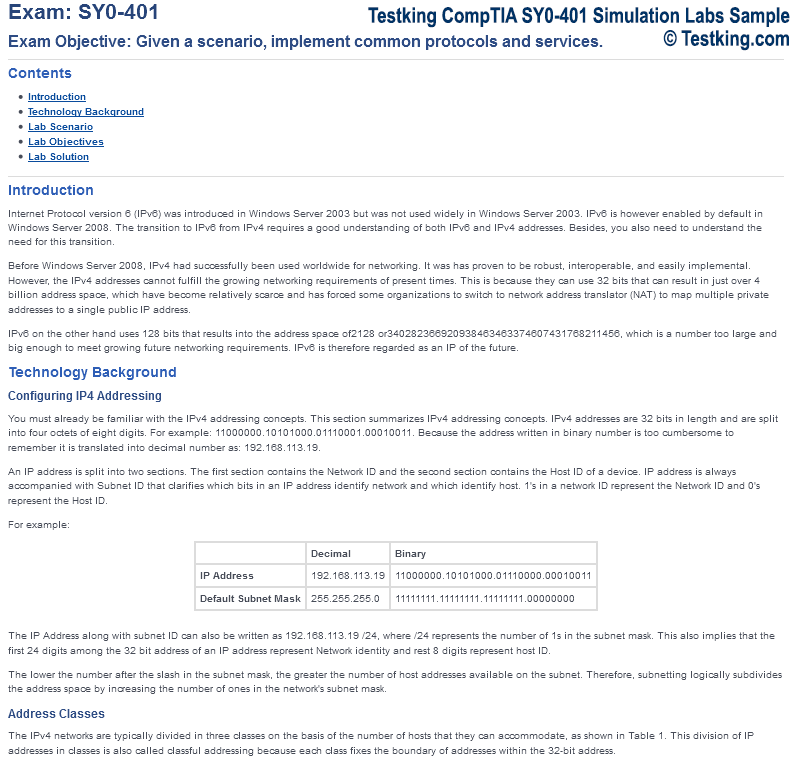 Exam: SY0-401
Testking CompTIA SY0-401 Simulation Labs Sample
Exam Objective: Given a scenario, implement common protocols and services.
© Testking.com
Contents
Introduction
Technology Background
Lab Scenario
Lab Objectives
Lab Solution
Introduction
Internet Protocol version 6 (IPv6) was introduced in Windows Server 2003 but was not used widely in Windows Server 2003. IPv6 is however enabled by default in
Windows Server 2008. The transition to IPv6 from IPv4 requires a good understanding of both IPv6 and IPv4 addresses. Besides, you also need to understand the
need for this transition.
Before Windows Server 2008, IPv4 had successfully been used worldwide for networking. It was has proven to be robust, interoperable, and easily implemental.
However, the IPv4 addresses cannot fulfill the growing networking requirements of present times. This is because they can use 32 bits that can result in just over 4
billion address space, which have become relatively scarce and has forced some organizations to switch to network address translator (NAT) to map multiple private
addresses to a single public IP address.
IPv6 on the other hand uses 128 bits that results into the address space of2128 or340282366920938463463374607431768211456, which is a number too large and
big enough to meet growing future networking requirements. IPv6 is therefore regarded as an IP of the future.
Technology Background
Configuring IP4 Addressing
You must already be familiar with the IPv4 addressing concepts. This section summarizes IPv4 addressing concepts. IPv4 addresses are 32 bits in length and are split
into four octets of eight digits. For example: 11000000.10101000.01110001.00010011. Because the address written in binary number is too cumbersome to
remember it is translated into decimal number as: 192.168.113.19.
An IP address is split into two sections. The first section contains the Network ID and the second section contains the Host ID of a device. IP address is always
accompanied with Subnet ID that clarifies which bits in an IP address identify network and which identify host. 1's in a network ID represent the Network ID and 0's
represent the Host ID.
For example:
Decimal Binary
IP Address 192.168.113.19 11000000.10101000.01110000.00010011
Default Subnet Mask 255.255.255.0 11111111.11111111.11111111.00000000
The IP Address along with subnet ID can also be written as 192.168.113.19 /24, where /24 represents the number of 1s in the subnet mask. This also implies that the
first 24 digits among the 32 bit address of an IP address represent Network identity and rest 8 digits represent host ID.
The lower the number after the slash in the subnet mask, the greater the number of host addresses available on the subnet. Therefore, subnetting logically subdivides
the address space by increasing the number of ones in the network's subnet mask.
Address Classes
The IPv4 networks are typically divided in three classes on the basis of the number of hosts that they can accommodate, as shown in Table 1. This division of IP
addresses in classes is also called classful addressing because each class fixes the boundary of addresses within the 32-bit address.